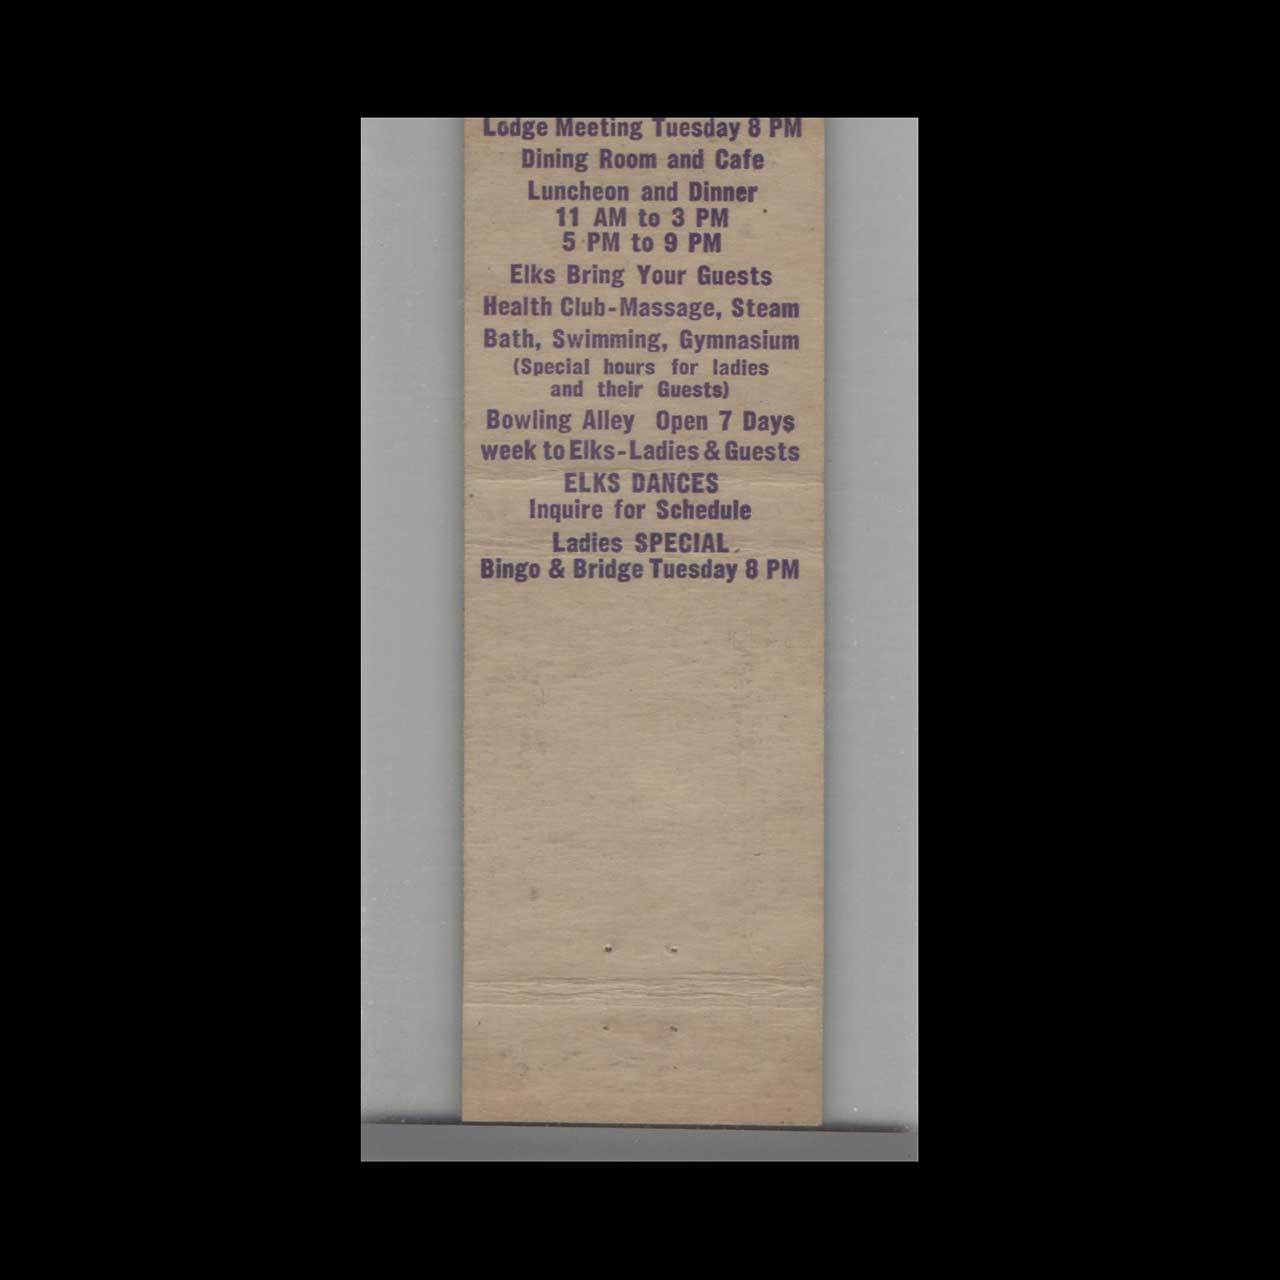 Lodge Meeting Tuesday 8 PM
Dining Room and Cafe
Luncheon and Dinner
11 AM to 3 PM
5 PM to 9 PM
Elks Bring Your Guests
Health Club-Massage, Steam
Bath, Swimming, Gymnasium
(Special hours for ladies
and their Guests)
Bowling Alley Open 7 Days
week to Elks-Ladies & Guests
ELKS DANCES
Inquire for Schedule
Ladies SPECIAL
Bingo & Bridge Tuesday 8 PM